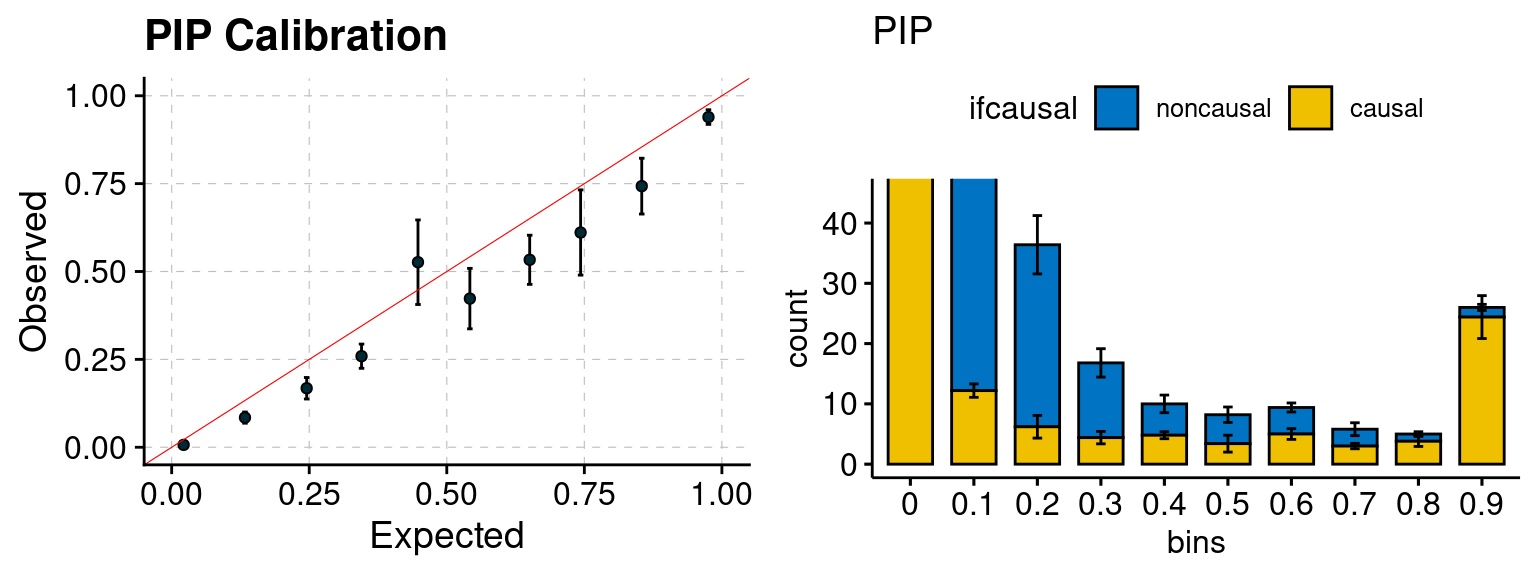 PIP Calibration
1.00
0.75
0.50
0.25
0.00
Observed
0.00 0.25 0.50 0.75 1.00
Expected
PIP
ifcausal noncausal causal
40
30
20
10
0
count
0 0.1 0.2 0.3 0.4 0.5 0.6 0.7 0.8 0.9
bins